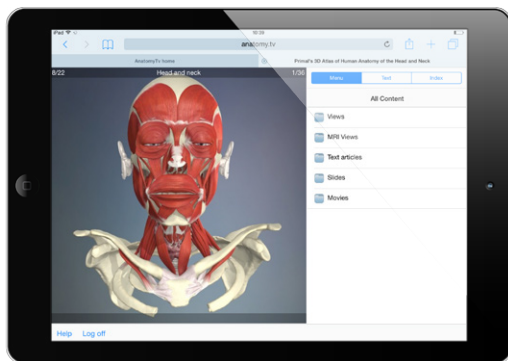 iPad
anatomy.tv
AnatomyTv home
Primal's 3D Atlas of Human Anatomy of the Head and Neck
8/22
Head and neck
1/36
Menu
Text
Index
All Content
Views
MRI Views
Text articles
Slides
Movies
Help
Log off